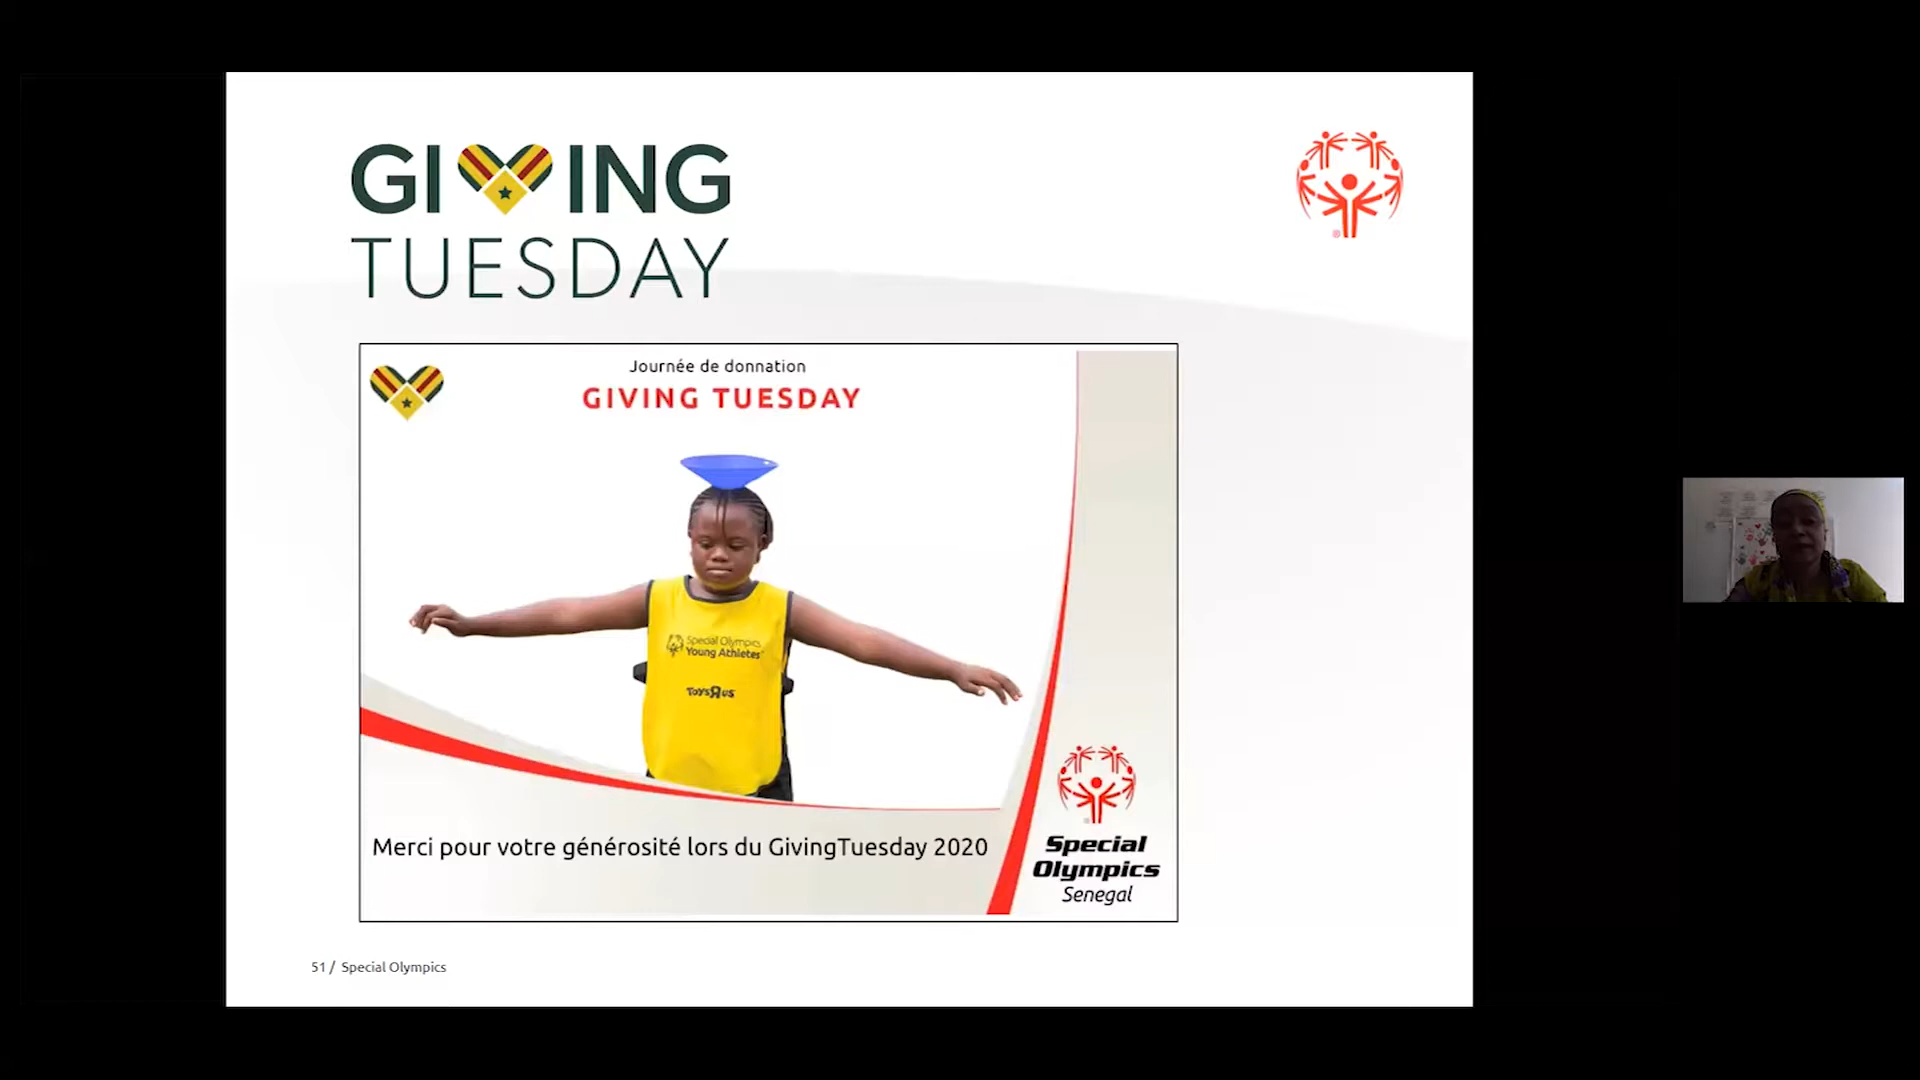 GIVING
TUESDAY
Journée de donnation
GIVING TUESDAY
Special Olympics
Young Athletes
Toys R us
Merci pour votre générosité lors du GivingTuesday 2020
Special
Olympics
Senegal
51 / Special Olympics